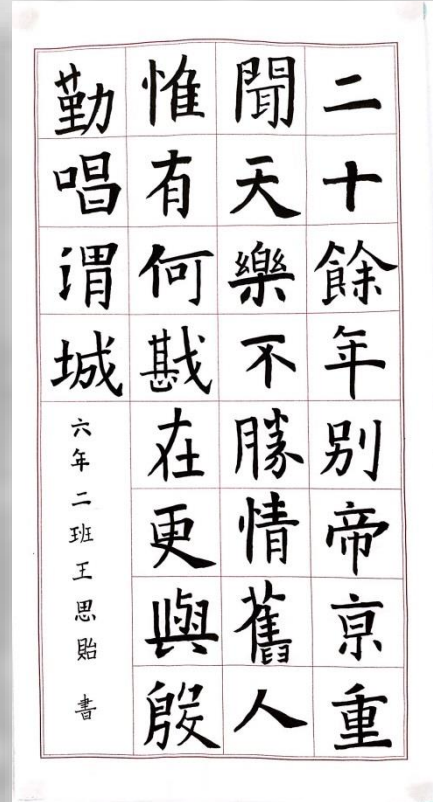 二十餘年别帝京重
聞天樂不勝情舊人
惟有何戡在更與殷
勤唱渭城
六年二班王思貽 書